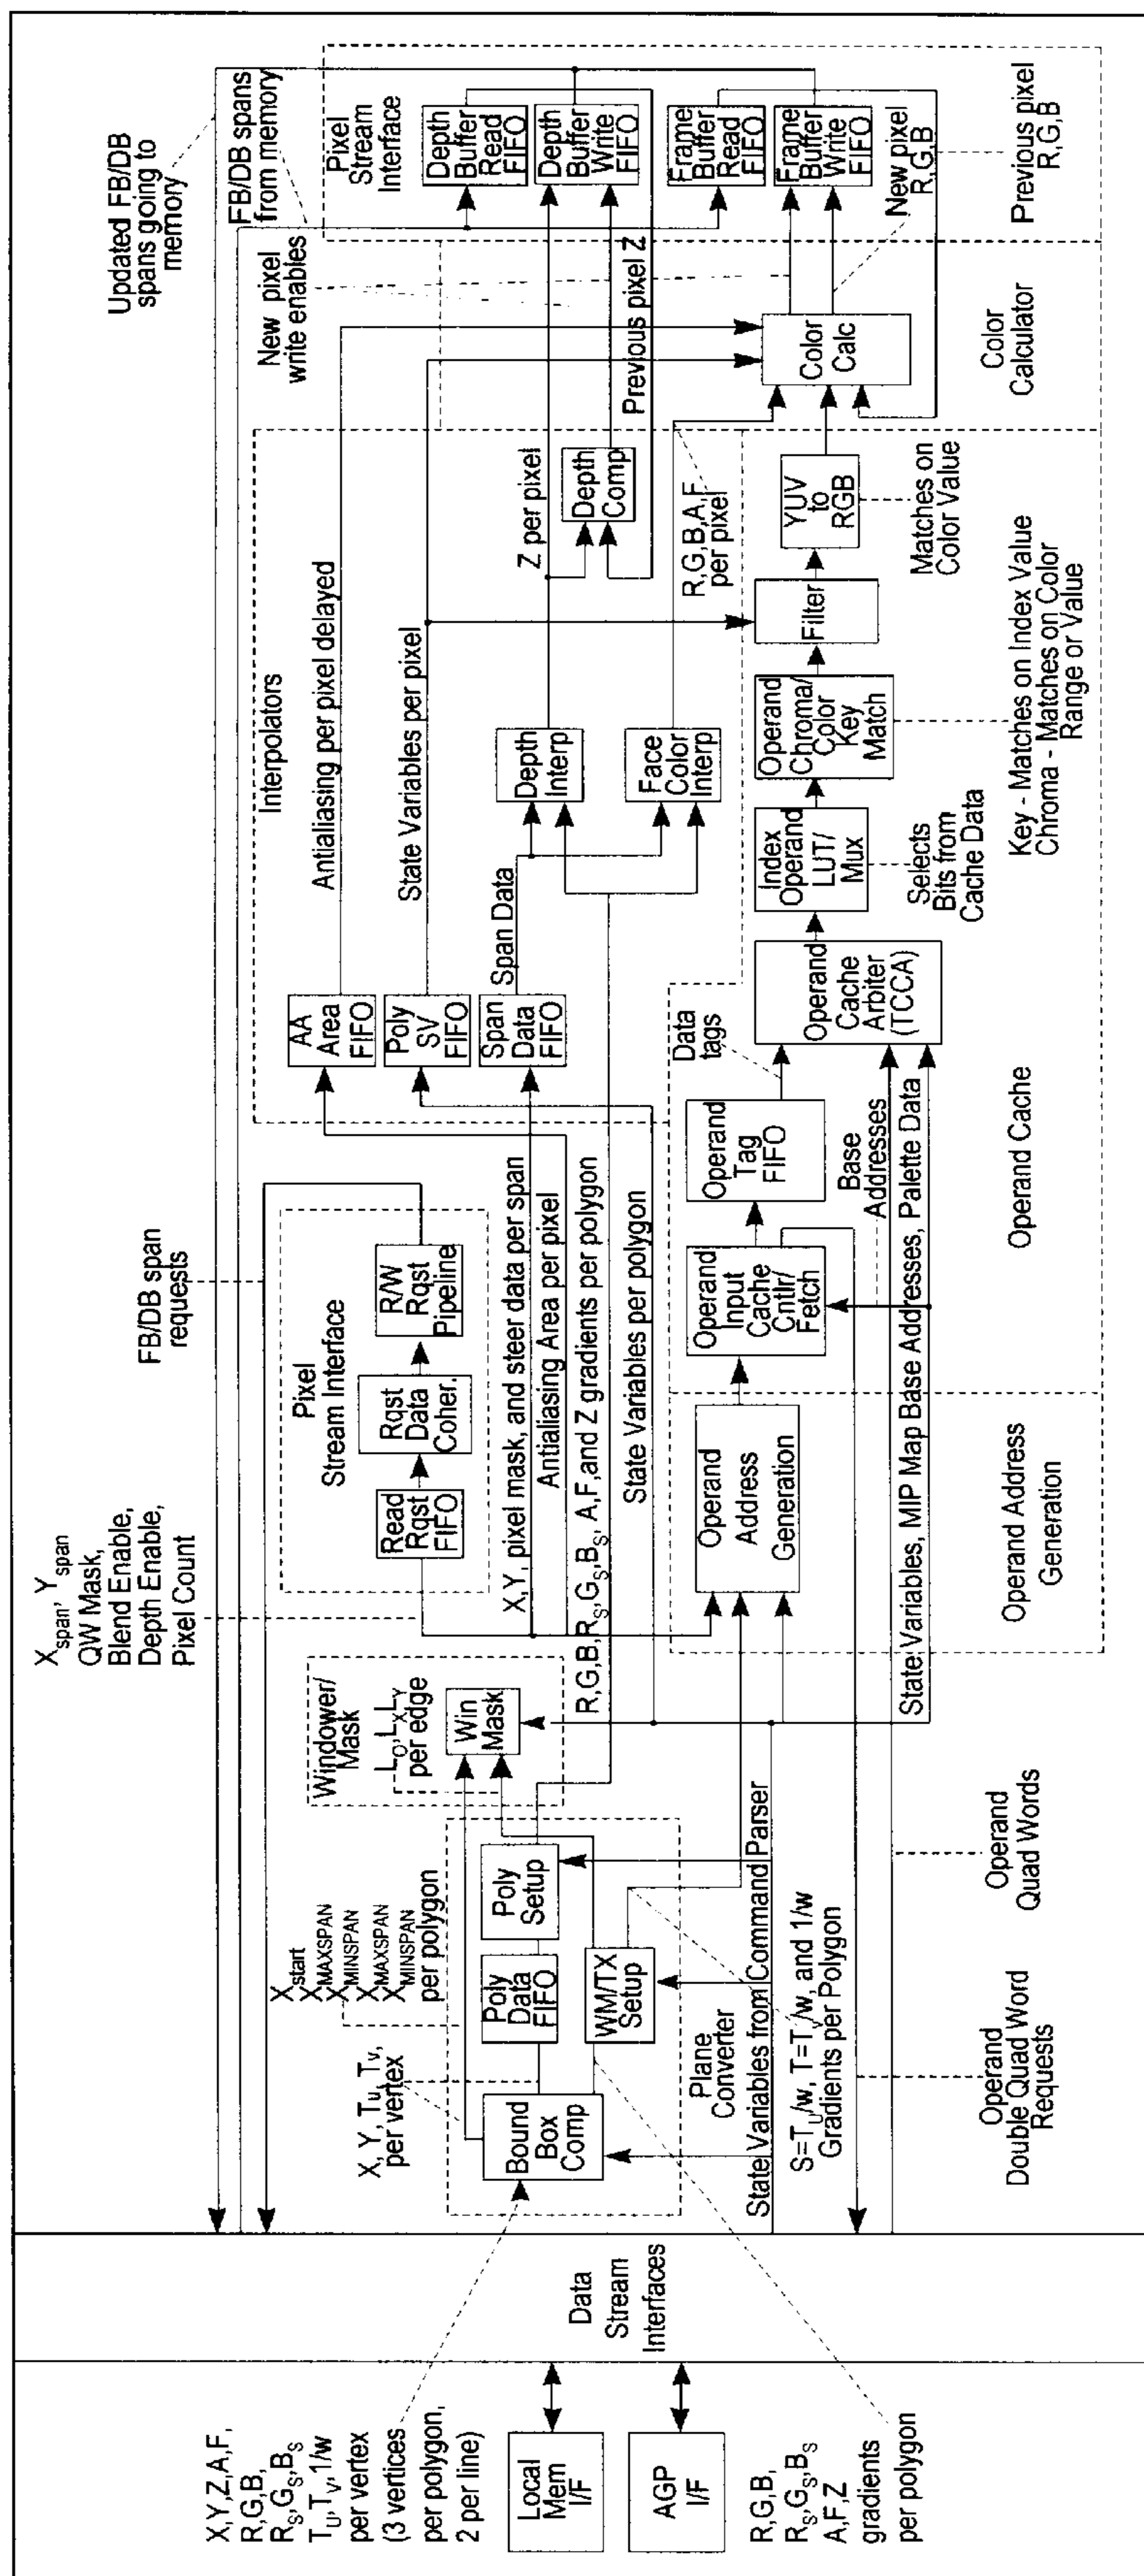 X,Y,Z,A,F,
R,G,B,
RS,GS,BS
TU,TV,1/w
per vertex
(3 vertices
per polygon,
2 per line)
Local
Mem
I/F
AGP
I/F
R,G,B,
RS,GS,BS
A,F,Z
gradients
per polygon
Data
Stream
Interfaces
X, Y, Tu, Tv,
per vertex
Bound
Box
Comp
Xstart
XMAXSPAN
XMINSPAN
XMAXSPAN
XMINSPAN
per polygon
Poly
Data
FIFO
Poly
Setup
WM/TX
Setup
Plane
Converter
State Variables from Command Parser
S=TU/w, T=Tv/w, and 1/w
Gradients per Polygon
Operand
Double Quad Word
Requests
Operand
Quad Words
Windower/
Mask
LO,LX,LY
per edge
Win
Mask
Xspan, Yspan
QW Mask,
Blend Enable,
Depth Enable,
Pixel Count
FB/DB span
requests
Pixel
Stream Interface
Read
Rqst
FIFO
Rqst
Data
Coher.
R/W
Rqst
Pipeline
X,Y, pixel mask, and steer data per span
Antialiasing Area per pixel
R,G,B,RS,GS,BS, A,F,and Z gradients per polygon
State Variables per polygon
Operand
Address
Generation
Operand Address
Generation
State Variables, MIP Map Base Addresses, Palette Data
Operand
Input
Cache
Cntlr/
Fetch
Operand
Tag
FIFO
Data
tags
Base
Addresses
Operand Cache
Operand
Cache
Arbiter
(TCCA)
Index
Operand
LUT/
Mux
Selects
Bits from
Cache Data
Operand
Chroma/
Color
Key
Match
Key - Matches on Index Value
Chroma - Matches on Color
Range or Value
Filter
YUV
to
RGB
Matches on
Color Value
Interpolators
AA
Area
FIFO
Poly
SV
FIFO
Span
Data
FIFO
Antialiasing per pixel delayed
State Variables per pixel
Span Data
Depth
Interp
Face
Color
Interp
Z per pixel
Depth
Comp
R,G,B,A,F
per pixel
Previous pixel Z
New pixel
write enables
Color
Calc
Color
Calculator
Updated FB/DB
spans going to
memory
FB/DB spans
from memory
Pixel
Stream
Interface
Depth
Buffer
Read
FIFO
Depth
Buffer
Write
FIFO
Frame
Buffer
Read
FIFO
Frame
Buffer
Write
FIFO
New pixel
R,G,B
Previous pixel
R,G,B